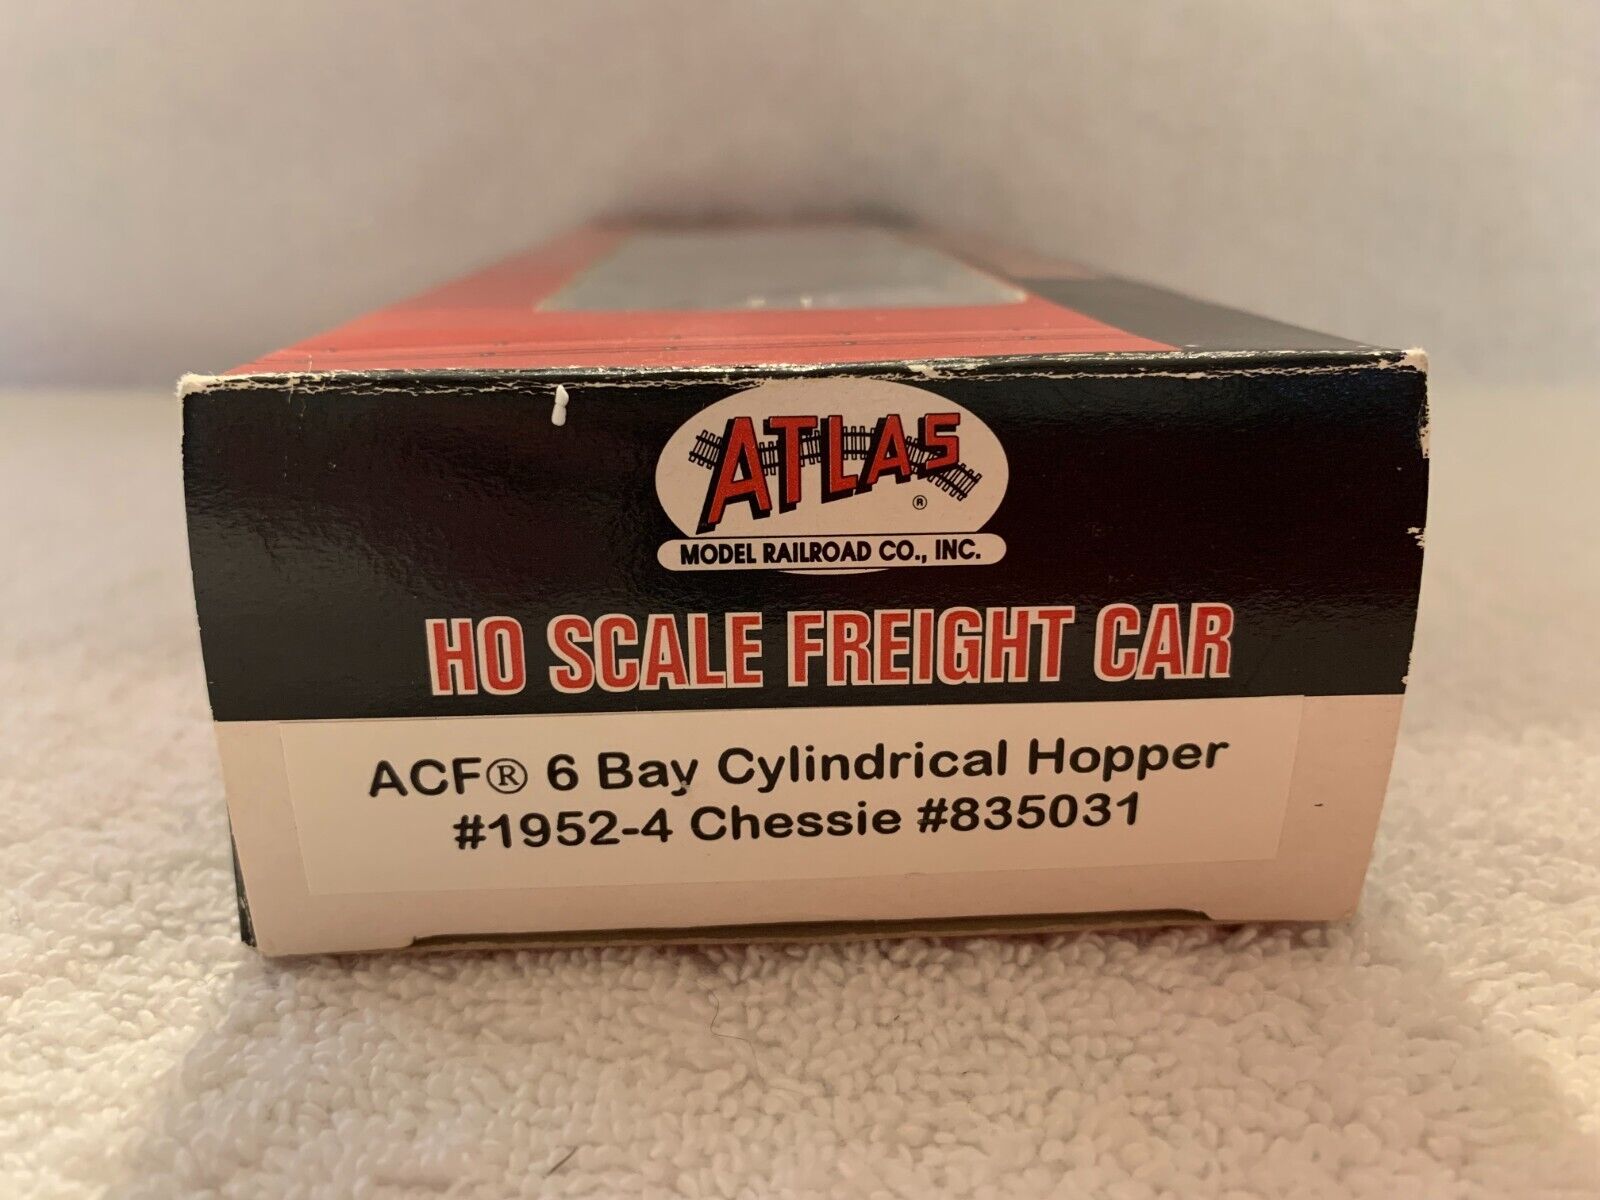 ATLAS®
MODEL RAILROAD CO., INC.
HO SCALE FREIGHT CAR
ACF® 6 Bay Cylindrical Hopper
#1952-4 Chessie #835031